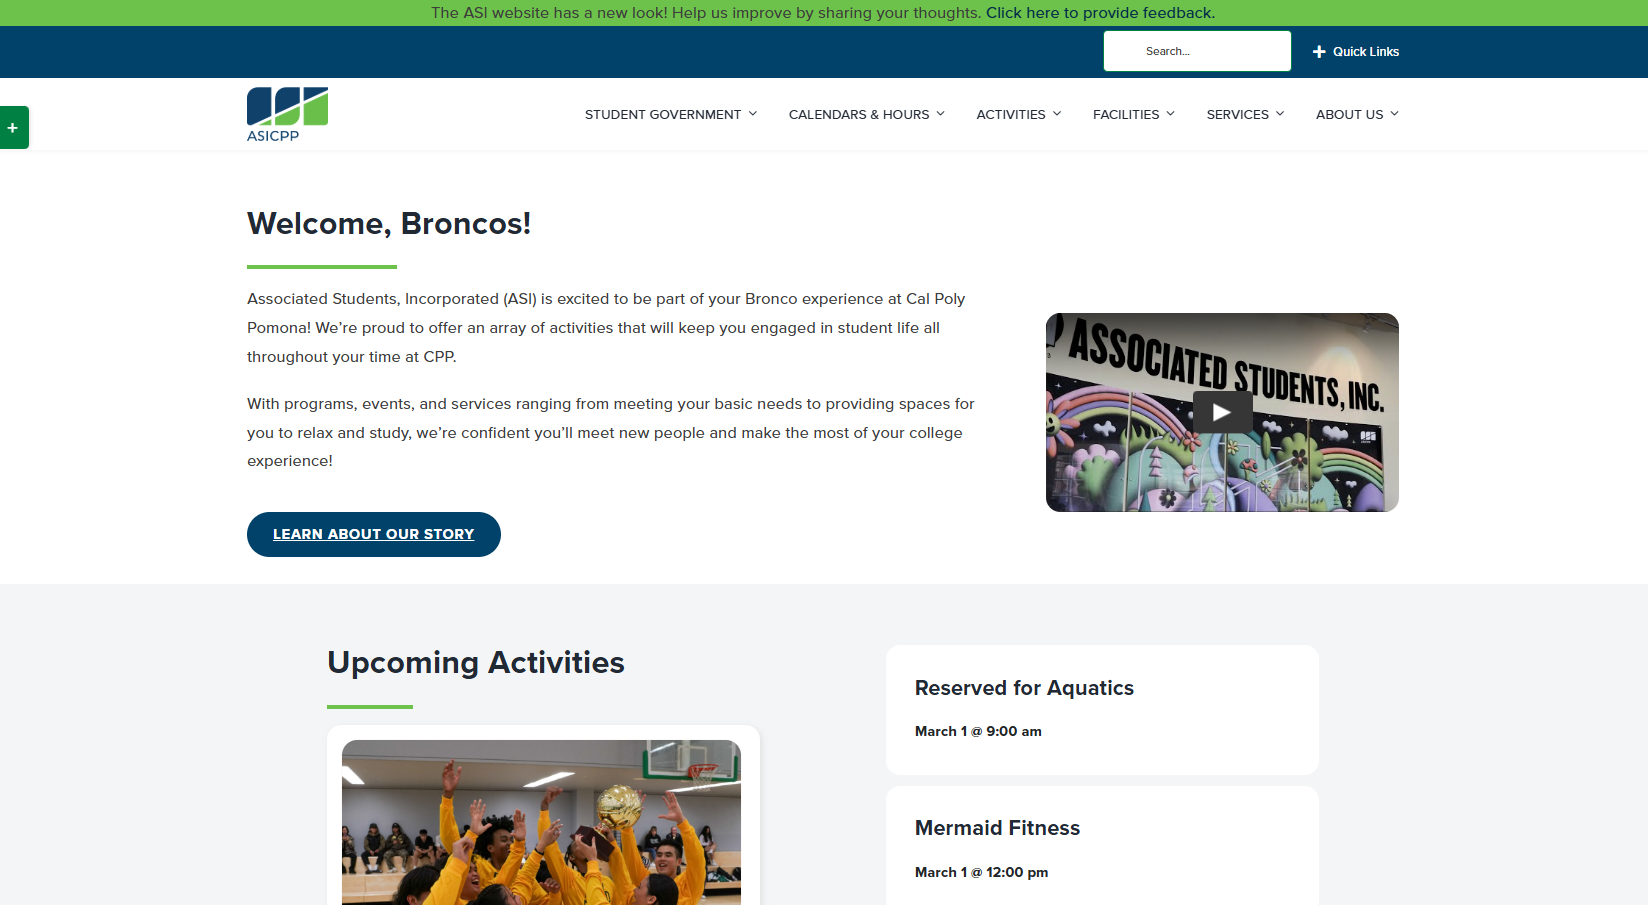 The ASI website has a new look! Help us improve by sharing your thoughts. Click here to provide feedback.
Search...
Quick Links
ASICPP
STUDENT GOVERNMENT
CALENDARS & HOURS
ACTIVITIES
FACILITIES
SERVICES
ABOUT US
+
Welcome, Broncos!
Associated Students, Incorporated (ASI) is excited to be part of your Bronco experience at Cal Poly
Pomona! We’re proud to offer an array of activities that will keep you engaged in student life all
throughout your time at CPP.
With programs, events, and services ranging from meeting your basic needs to providing spaces for
you to relax and study, we’re confident you’ll meet new people and make the most of your college
experience!
LEARN ABOUT OUR STORY
ASSOCIATED STUDENTS, INC.
Upcoming Activities
Reserved for Aquatics
March 1 @ 9:00 am
Mermaid Fitness
March 1 @ 12:00 pm